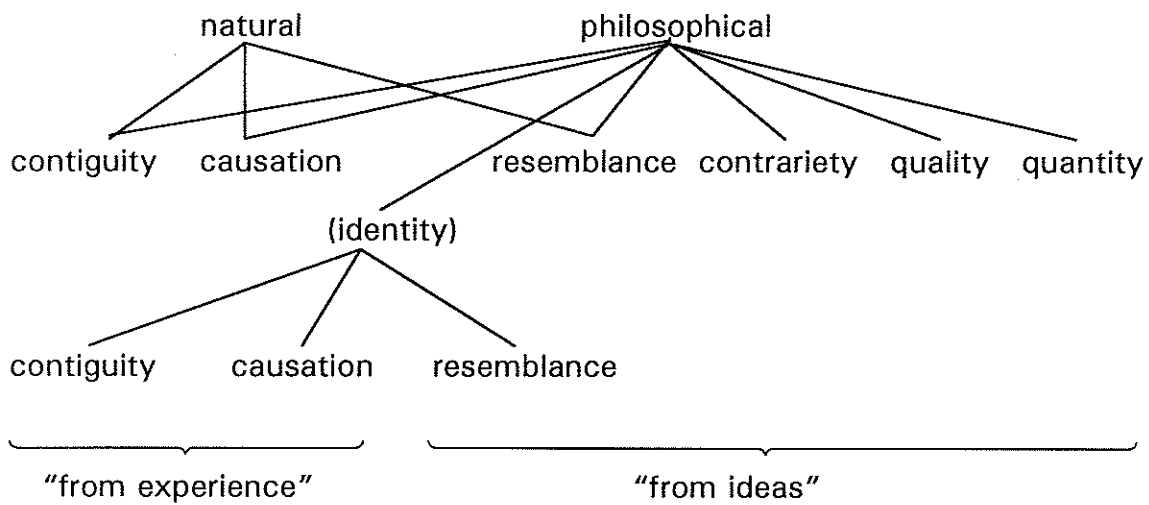 natural philosophical
contiguity causation resemblance contrariety quality quantity
(identity)
contiguity causation resemblance
"from experience" "from ideas"